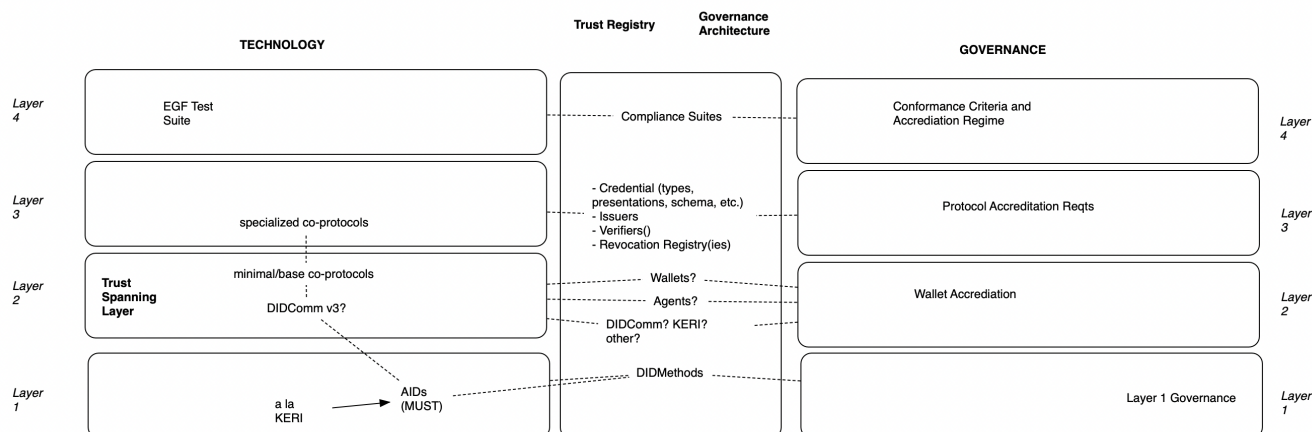 TECHNOLOGY
Trust Registry
Governance
Architecture
GOVERNANCE
Layer
4
EGF Test
Suite
Compliance Suites
Conformance Criteria and
Accrediation Regime
Layer
4
Layer
3
specialized co-protocols
- Credential (types,
presentations, schema, etc.)
- Issuers
- Verifiers()
- Revocation Registry(ies)
Protocol Accreditation Reqts
Layer
3
Layer
2
Trust
Spanning
Layer
minimal/base co-protocols
DIDComm v3?
Wallets?
Agents?
DIDComm? KERI?
other?
Wallet Accrediation
Layer
2
Layer
1
a la
KERI
AIDs
(MUST)
DIDMethods
Layer 1 Governance
Layer
1